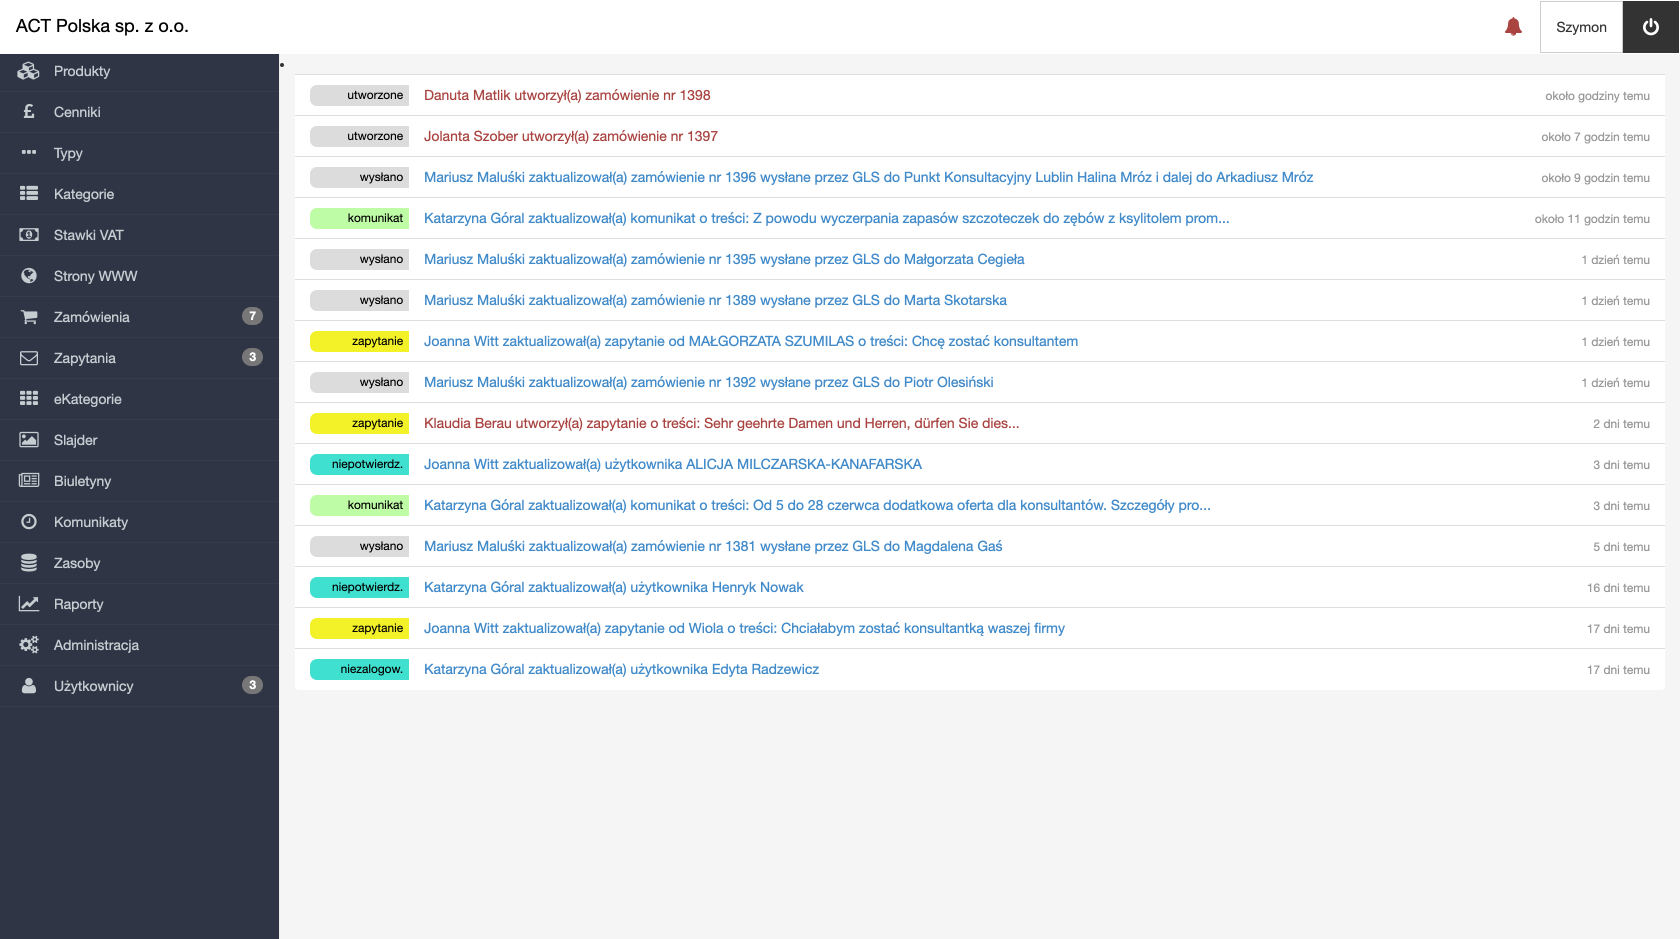 ACT Polska sp. z o.o.
Szymon
Produkty
Cenniki
Typy
Kategorie
Stawki VAT
Strony WWW
Zamówienia 7
Zapytania 3
eKategorie
Slajder
Biuletyny
Komunikaty
Zasoby
Raporty
Administracja
Użytkownicy 3
utworzone Danuta Matlik utworzył(a) zamówienie nr 1398 około godziny temu
utworzone Jolanta Szober utworzył(a) zamówienie nr 1397 około 7 godzin temu
wysłano Mariusz Maluśki zaktualizował(a) zamówienie nr 1396 wysłane przez GLS do Punkt Konsultacyjny Lublin Halina Mróz i dalej do Arkadiusz Mróz około 9 godzin temu
komunikat Katarzyna Góral zaktualizował(a) komunikat o treści: Z powodu wyczerpania zapasów szczoteczek do zębów z ksylitolem prom... około 11 godzin temu
wysłano Mariusz Maluśki zaktualizował(a) zamówienie nr 1395 wysłane przez GLS do Małgorzata Cegieła 1 dzień temu
wysłano Mariusz Maluśki zaktualizował(a) zamówienie nr 1389 wysłane przez GLS do Marta Skotarska 1 dzień temu
zapytanie Joanna Witt zaktualizował(a) zapytanie od MAŁGORZATA SZUMILAS o treści: Chcę zostać konsultantem 1 dzień temu
wysłano Mariusz Maluśki zaktualizował(a) zamówienie nr 1392 wysłane przez GLS do Piotr Olesiński 1 dzień temu
zapytanie Klaudia Berau utworzył(a) zapytanie o treści: Sehr geehrte Damen und Herren, dürfen Sie dies... 2 dni temu
niepotwierdz. Joanna Witt zaktualizował(a) użytkownika ALICJA MILCZARSKA-KANAFARSKA 3 dni temu
komunikat Katarzyna Góral zaktualizował(a) komunikat o treści: Od 5 do 28 czerwca dodatkowa oferta dla konsultantów. Szczegóły pro... 3 dni temu
wysłano Mariusz Maluśki zaktualizował(a) zamówienie nr 1381 wysłane przez GLS do Magdalena Gaś 5 dni temu
niepotwierdz. Katarzyna Góral zaktualizował(a) użytkownika Henryk Nowak 16 dni temu
zapytanie Joanna Witt zaktualizował(a) zapytanie od Wiola o treści: Chciałabym zostać konsultantką waszej firmy 17 dni temu
niezalogow. Katarzyna Góral zaktualizował(a) użytkownika Edyta Radzewicz 17 dni temu